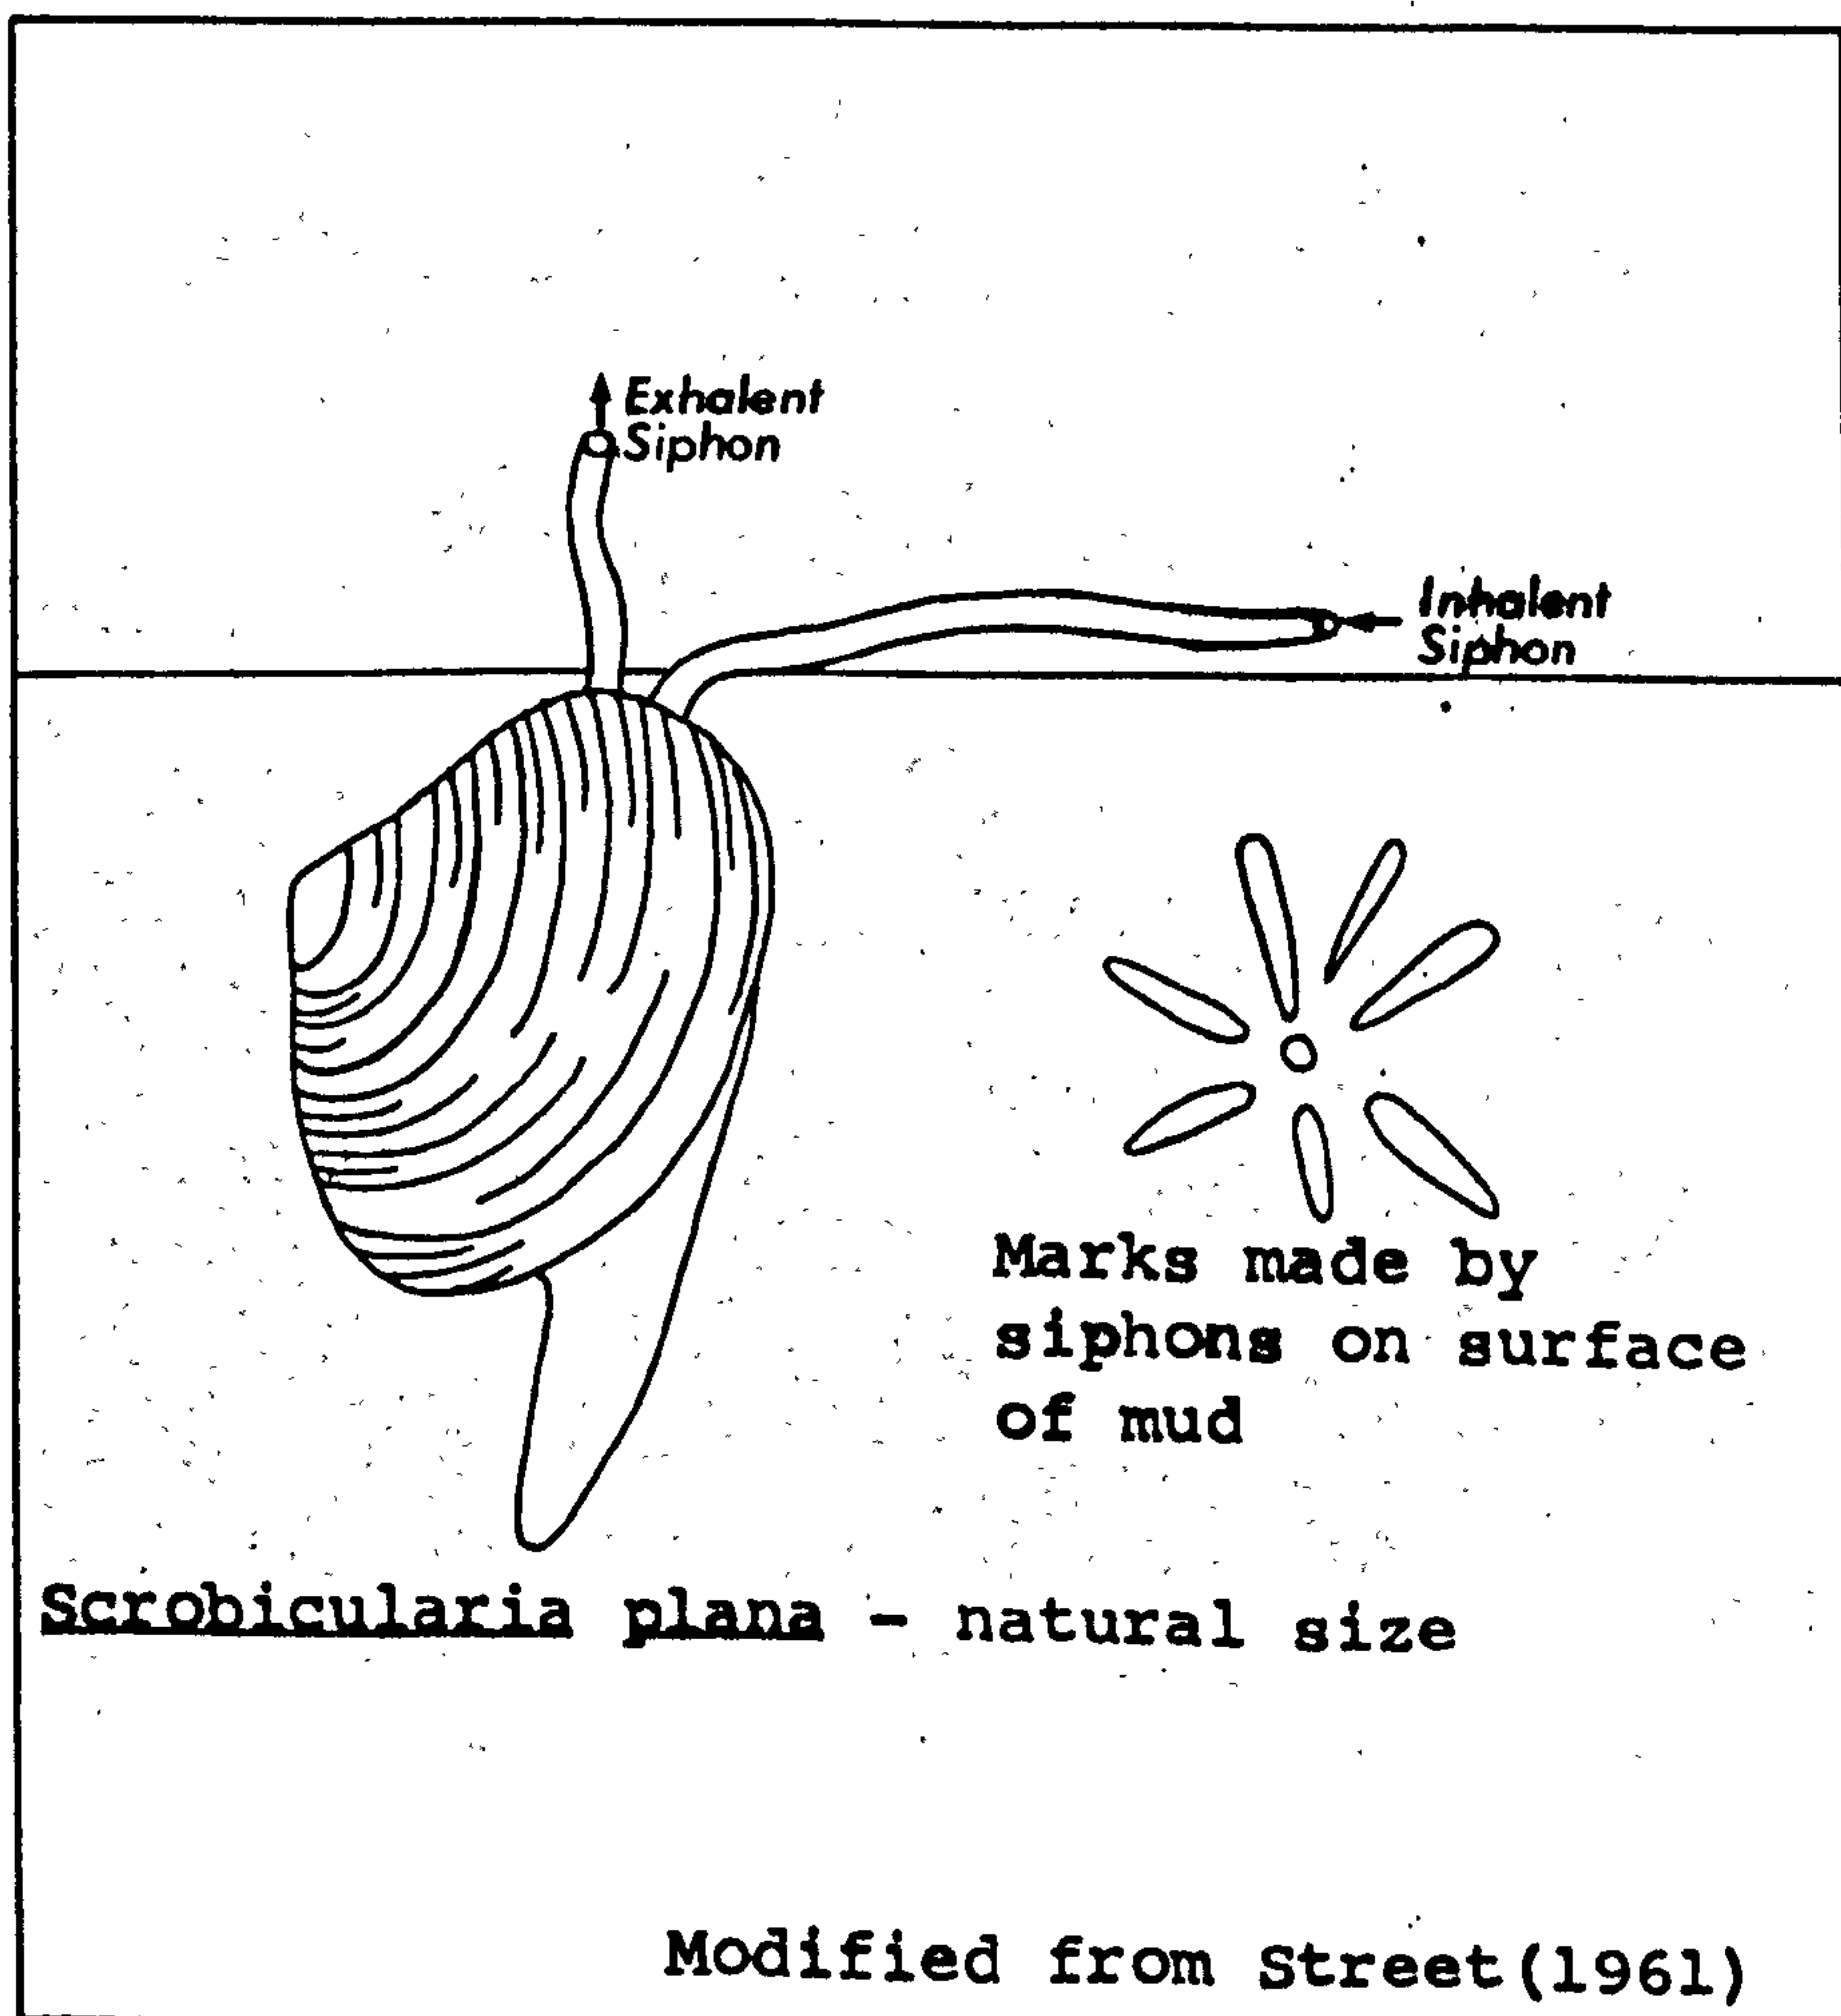 Exhalent
Siphon
Inhalent
Siphon
Marks made by
siphons on surface
of mud
Scrobicularia plana - natural size
Modified from Street(1961)